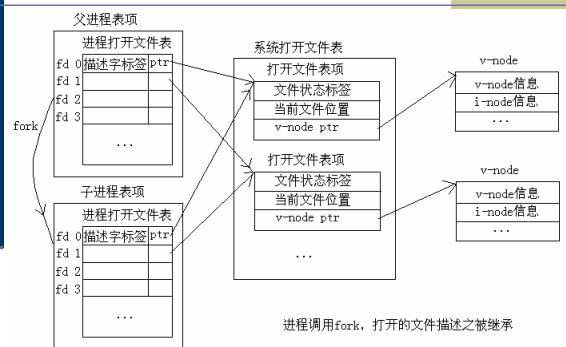 父进程表项
进程打开文件表
fd 0 描述字标签 ptr
fd 1
fd 2
fd 3
...
fork
子进程表项
进程打开文件表
fd 0 描述字标签 ptr
fd 1
fd 2
fd 3
...
系统打开文件表
打开文件表项
文件状态标签
当前文件位置
v-node ptr
打开文件表项
文件状态标签
当前文件位置
v-node ptr
...
v-node
v-node信息
i-node信息
...
v-node
v-node信息
i-node信息
...
进程调用fork，打开的文件描述之被继承